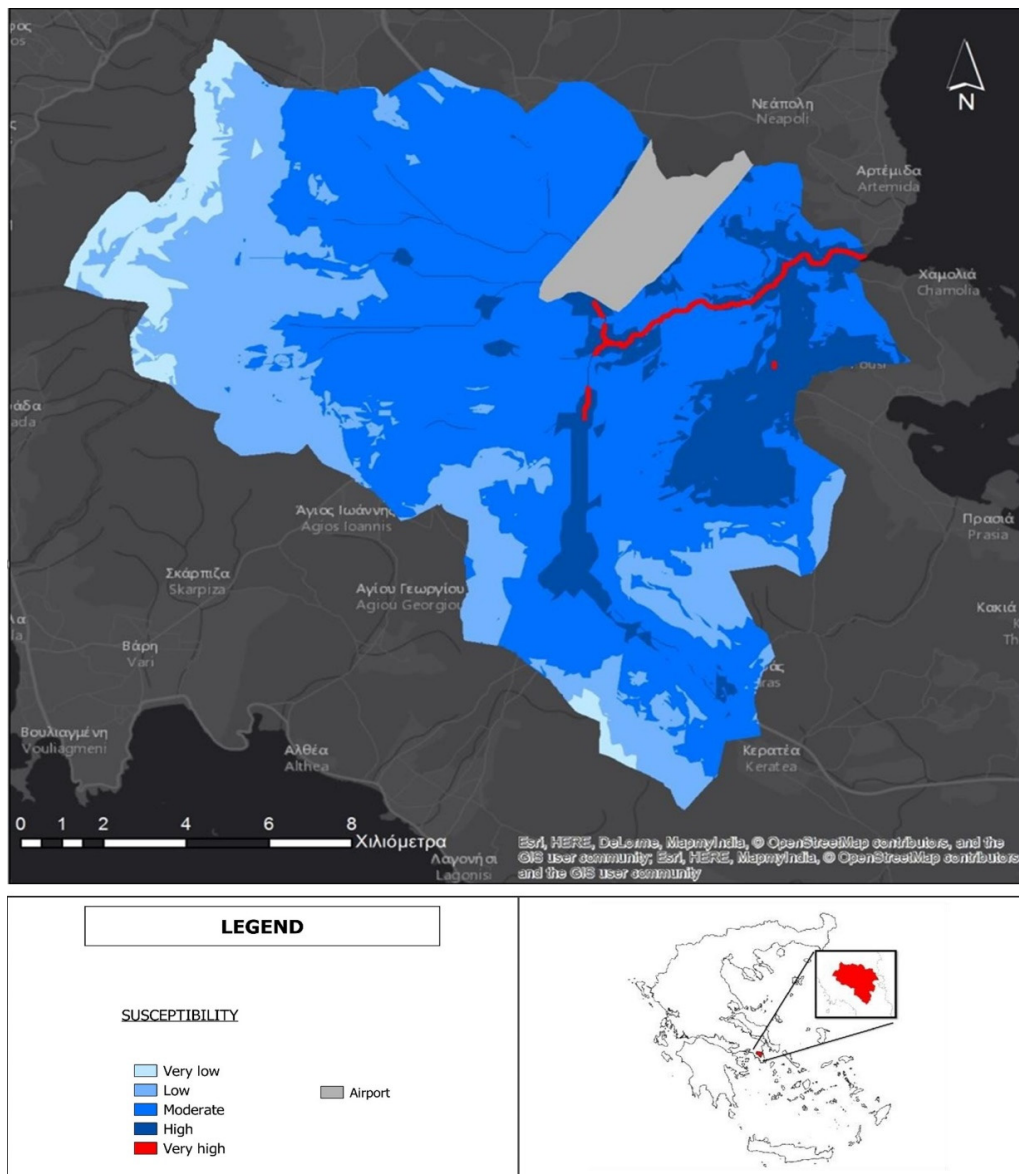 Νεάπολη
Neapoli
N
Αρτέμιδα
Artemida
Χαμολιά
Chamolia
Άγιος Ιωάννης
Agios Ioannis
Πρασιά
Prasia
Σκάρπιζα
Skarpiza
Αγίου Γεωργίου
Agiou Georgiou
Κακιά
Βάρη
Vari
Βουλιαγμένη
Vouliagmeni
Αλθέα
Althea
Κερατέα
Keratea
0 1 2 4 6 8
Χιλιόμετρα
Λαγονήσι
Lagonisi
Esri, HERE, DeLorme, MapmyIndia, © OpenStreetMap contributors, and the
GIS user community; Esri, HERE, MapmyIndia, © OpenStreetMap contributors
and the GIS user community
LEGEND
SUSCEPTIBILITY
Very low
Low
Moderate
High
Very high
Airport